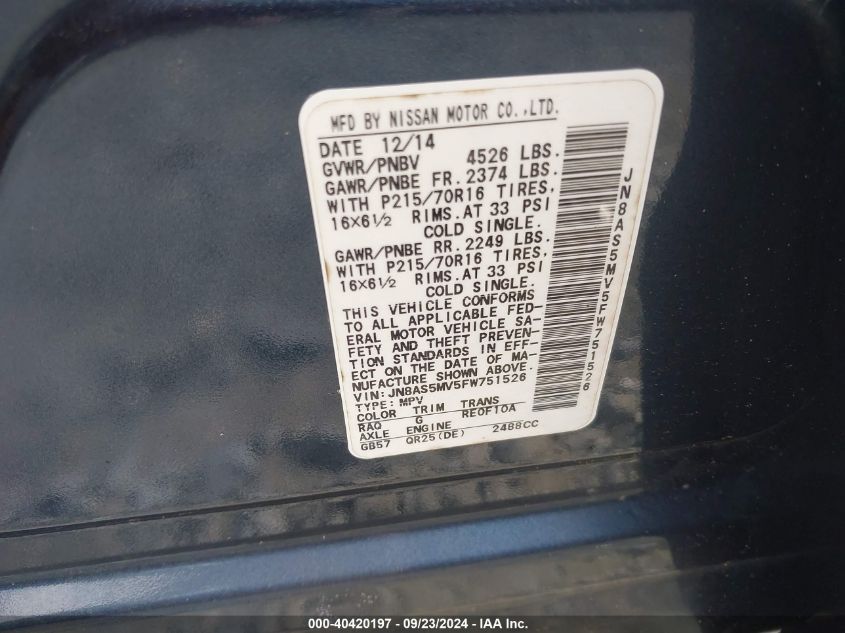 MFD BY NISSAN MOTOR CO.,LTD.
DATE 12/14
GVWR/PNBV 4526 LBS.
GAWR/PNBE FR. 2374 LBS.
WITH P215/70R16 TIRES,
16X6½ RIMS.AT 33 PSI
COLD SINGLE.
GAWR/PNBE RR. 2249 LBS.
WITH P215/70R16 TIRES,
16X6½ RIMS.AT 33 PSI
COLD SINGLE.
THIS VEHICLE CONFORMS
TO ALL APPLICABLE FED-
ERAL MOTOR VEHICLE SA-
FETY AND THEFT PREVEN-
TION STANDARDS IN EFF-
ECT ON THE DATE OF MA-
NUFACTURE SHOWN ABOVE.
VIN: JN8AS5MV5FW751526
TYPE: MPV
COLOR TRIM TRANS
RAQ G RE0F10A
AXLE ENGINE
GB57 QR25(DE) 2488CC
JN8AS5MV5FW751526
000-40420197 - 09/23/2024 - IAA, Inc.